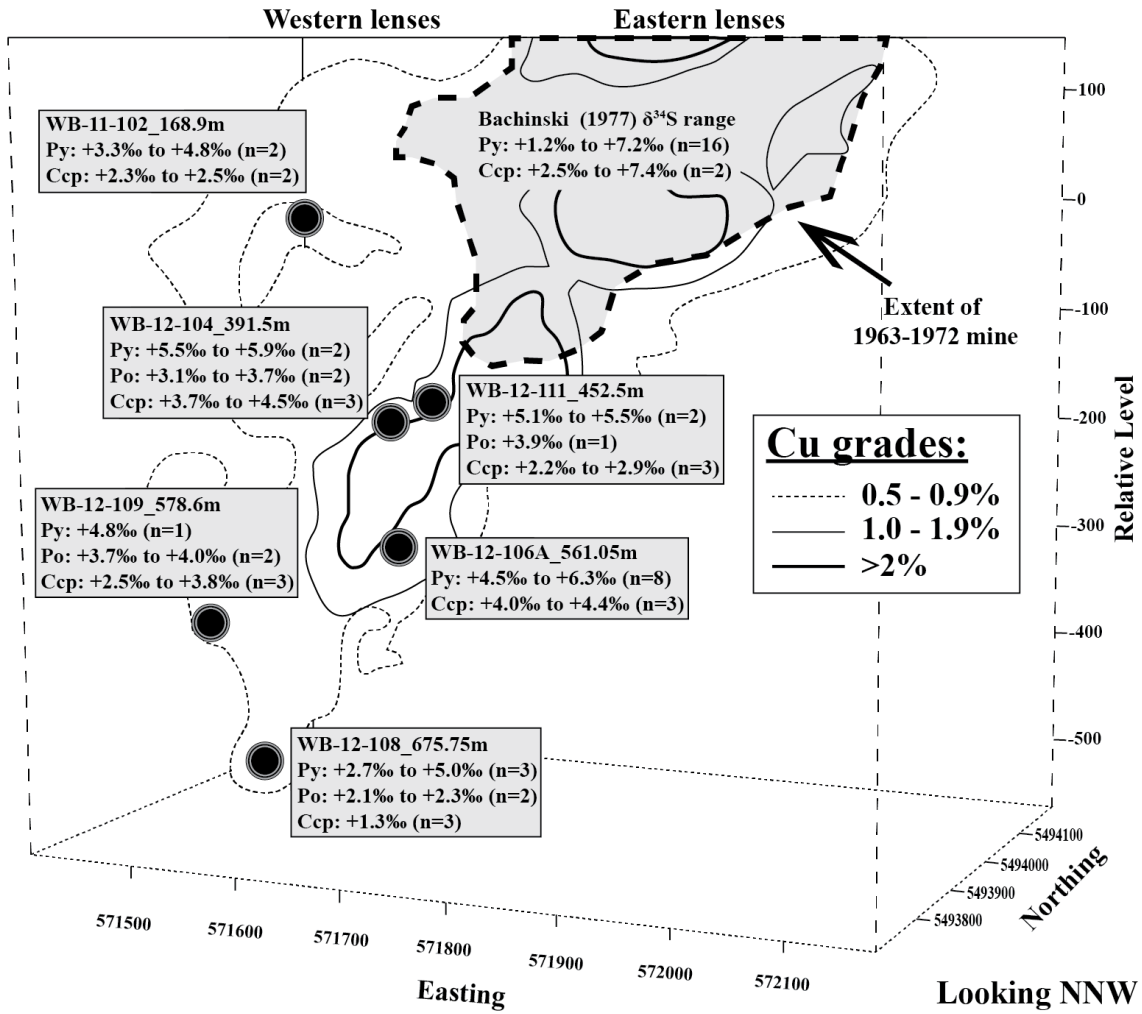 Western lenses
Eastern lenses
Bachinski (1977) δ³⁴S range
Py: +1.2‰ to +7.2‰ (n=16)
Ccp: +2.5‰ to +7.4‰ (n=2)
WB-11-102_168.9m
Py: +3.3‰ to +4.8‰ (n=2)
Ccp: +2.3‰ to +2.5‰ (n=2)
Extent of
1963-1972 mine
WB-12-104_391.5m
Py: +5.5‰ to +5.9‰ (n=2)
Po: +3.1‰ to +3.7‰ (n=2)
Ccp: +3.7‰ to +4.5‰ (n=3)
WB-12-111_452.5m
Py: +5.1‰ to +5.5‰ (n=2)
Po: +3.9‰ (n=1)
Ccp: +2.2‰ to +2.9‰ (n=3)
WB-12-109_578.6m
Py: +4.8‰ (n=1)
Po: +3.7‰ to +4.0‰ (n=2)
Ccp: +2.5‰ to +3.8‰ (n=3)
WB-12-106A_561.05m
Py: +4.5‰ to +6.3‰ (n=8)
Ccp: +4.0‰ to +4.4‰ (n=3)
WB-12-108_675.75m
Py: +2.7‰ to +5.0‰ (n=3)
Po: +2.1‰ to +2.3‰ (n=2)
Ccp: +1.3‰ (n=3)
Cu grades:
0.5 - 0.9%
1.0 - 1.9%
>2%
100
0
-100
-200
-300
-400
-500
Relative Level
5494100
5494000
5493900
5493800
Northing
571500
571600
571700
571800
571900
572000
572100
Easting
Looking NNW